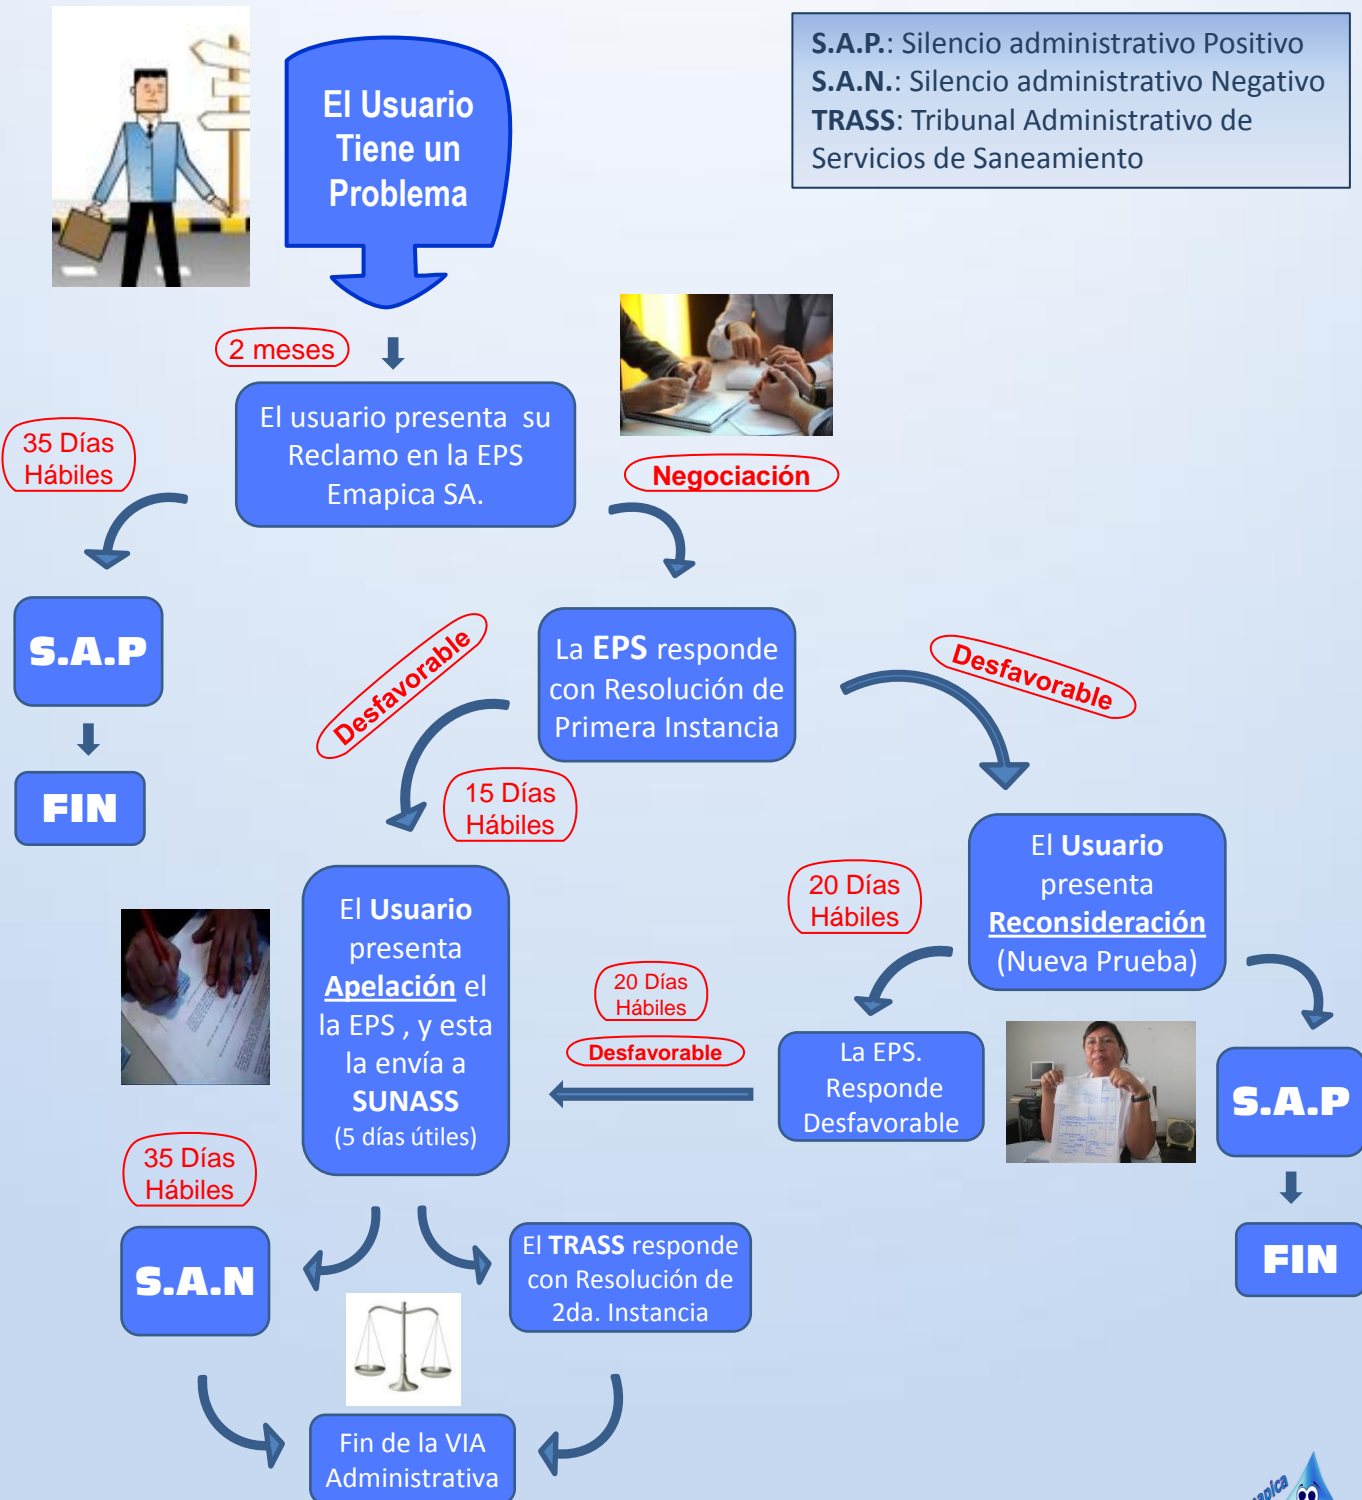 S.A.P.: Silencio administrativo Positivo
S.A.N.: Silencio administrativo Negativo
TRASS: Tribunal Administrativo de
Servicios de Saneamiento
El Usuario
Tiene un
Problema
2 meses
El usuario presenta su
Reclamo en la EPS
Emapica SA.
35 Días
Hábiles
Negociación
S.A.P
FIN
La EPS responde
con Resolución de
Primera Instancia
Desfavorable
Desfavorable
15 Días
Hábiles
El Usuario
presenta
Reconsideración
(Nueva Prueba)
20 Días
Hábiles
El Usuario
presenta
Apelación el
la EPS , y esta
la envía a
SUNASS
(5 días útiles)
20 Días
Hábiles
Desfavorable
La EPS.
Responde
Desfavorable
S.A.P
FIN
35 Días
Hábiles
S.A.N
El TRASS responde
con Resolución de
2da. Instancia
Fin de la VIA
Administrativa